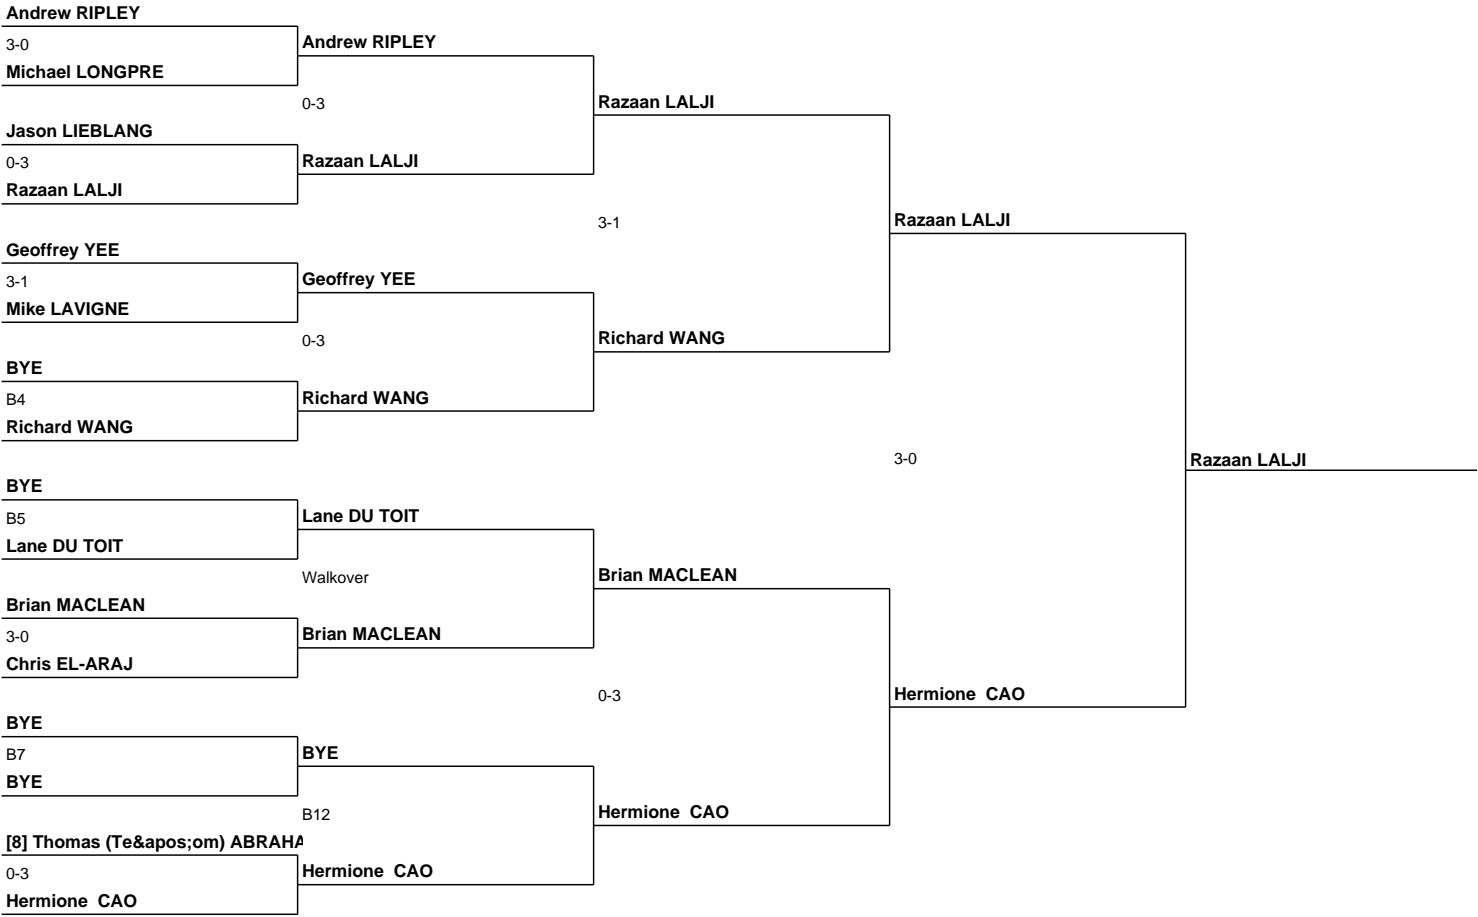 Andrew RIPLEY
3-0
Michael LONGPRE
Jason LIEBLANG
0-3
Razaan LALJI
Geoffrey YEE
3-1
Mike LAVIGNE
BYE
B4
Richard WANG
BYE
B5
Lane DU TOIT
Brian MACLEAN
3-0
Chris EL-ARAJ
BYE
B7
BYE
[8] Thomas (Te&apos;om) ABRAHA
0-3
Hermione  CAO
Andrew RIPLEY
0-3
Razaan LALJI
Geoffrey YEE
0-3
Richard WANG
Lane DU TOIT
Walkover
Brian MACLEAN
BYE
B12
Hermione  CAO
Razaan LALJI
3-1
Richard WANG
Brian MACLEAN
0-3
Hermione  CAO
Razaan LALJI
3-0
Hermione  CAO
Razaan LALJI